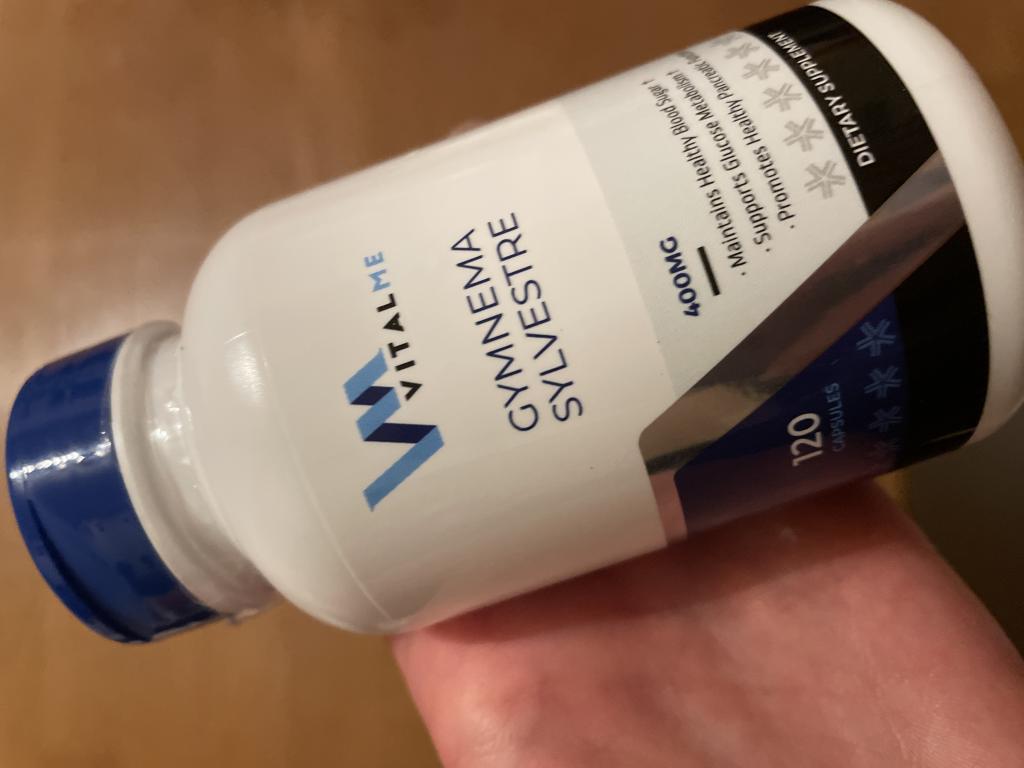 VITALME
GYMNEMA
SYLVESTRE
400MG
· Maintains Healthy Blood Sugar !
· Supports Glucose Metabolism !
· Promotes Healthy Pancreatic
120
CAPSULES
DIETARY SUPPLEMENT